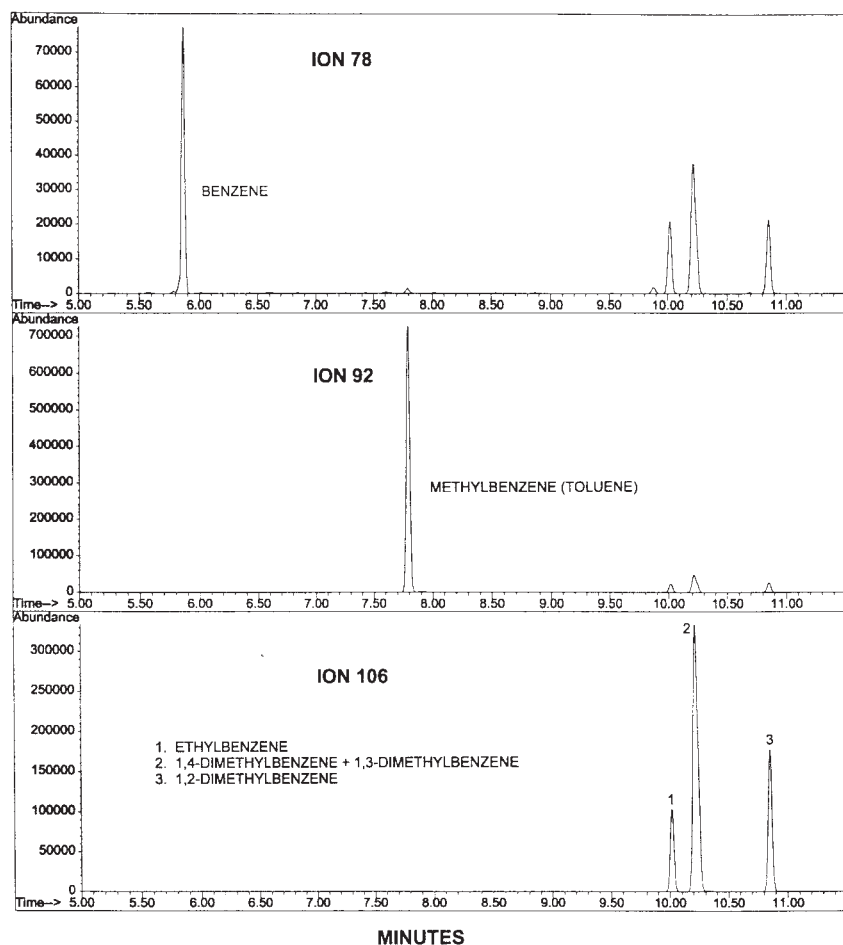 Abundance
70000
ION 78
60000
50000
40000
30000
BENZENE
20000
10000
0
Time--> 5.00 6.00 6.50 7.00 7.50 8.00 8.50 9.00 9.50 10.00 10.50 11.00
Abundance
700000
600000
ION 92
500000
400000
300000
METHYLBENZENE (TOLUENE)
200000
100000
0
Time--> 5.00 5.50 6.00 6.50 7.00 7.50 8.00 8.50 9.00 9.50 10.00 10.50 11.00
Abundance
2
300000
ION 106
250000
200000
1. ETHYLBENZENE
2. 1,4-DIMETHYLBENZENE + 1,3-DIMETHYLBENZENE
3. 1,2-DIMETHYLBENZENE
3
150000
1
100000
50000
0
Time--> 5.00 5.50 6.00 6.50 7.00 7.50 8.00 8.50 9.00 9.50 10.00 10.50 11.00
MINUTES